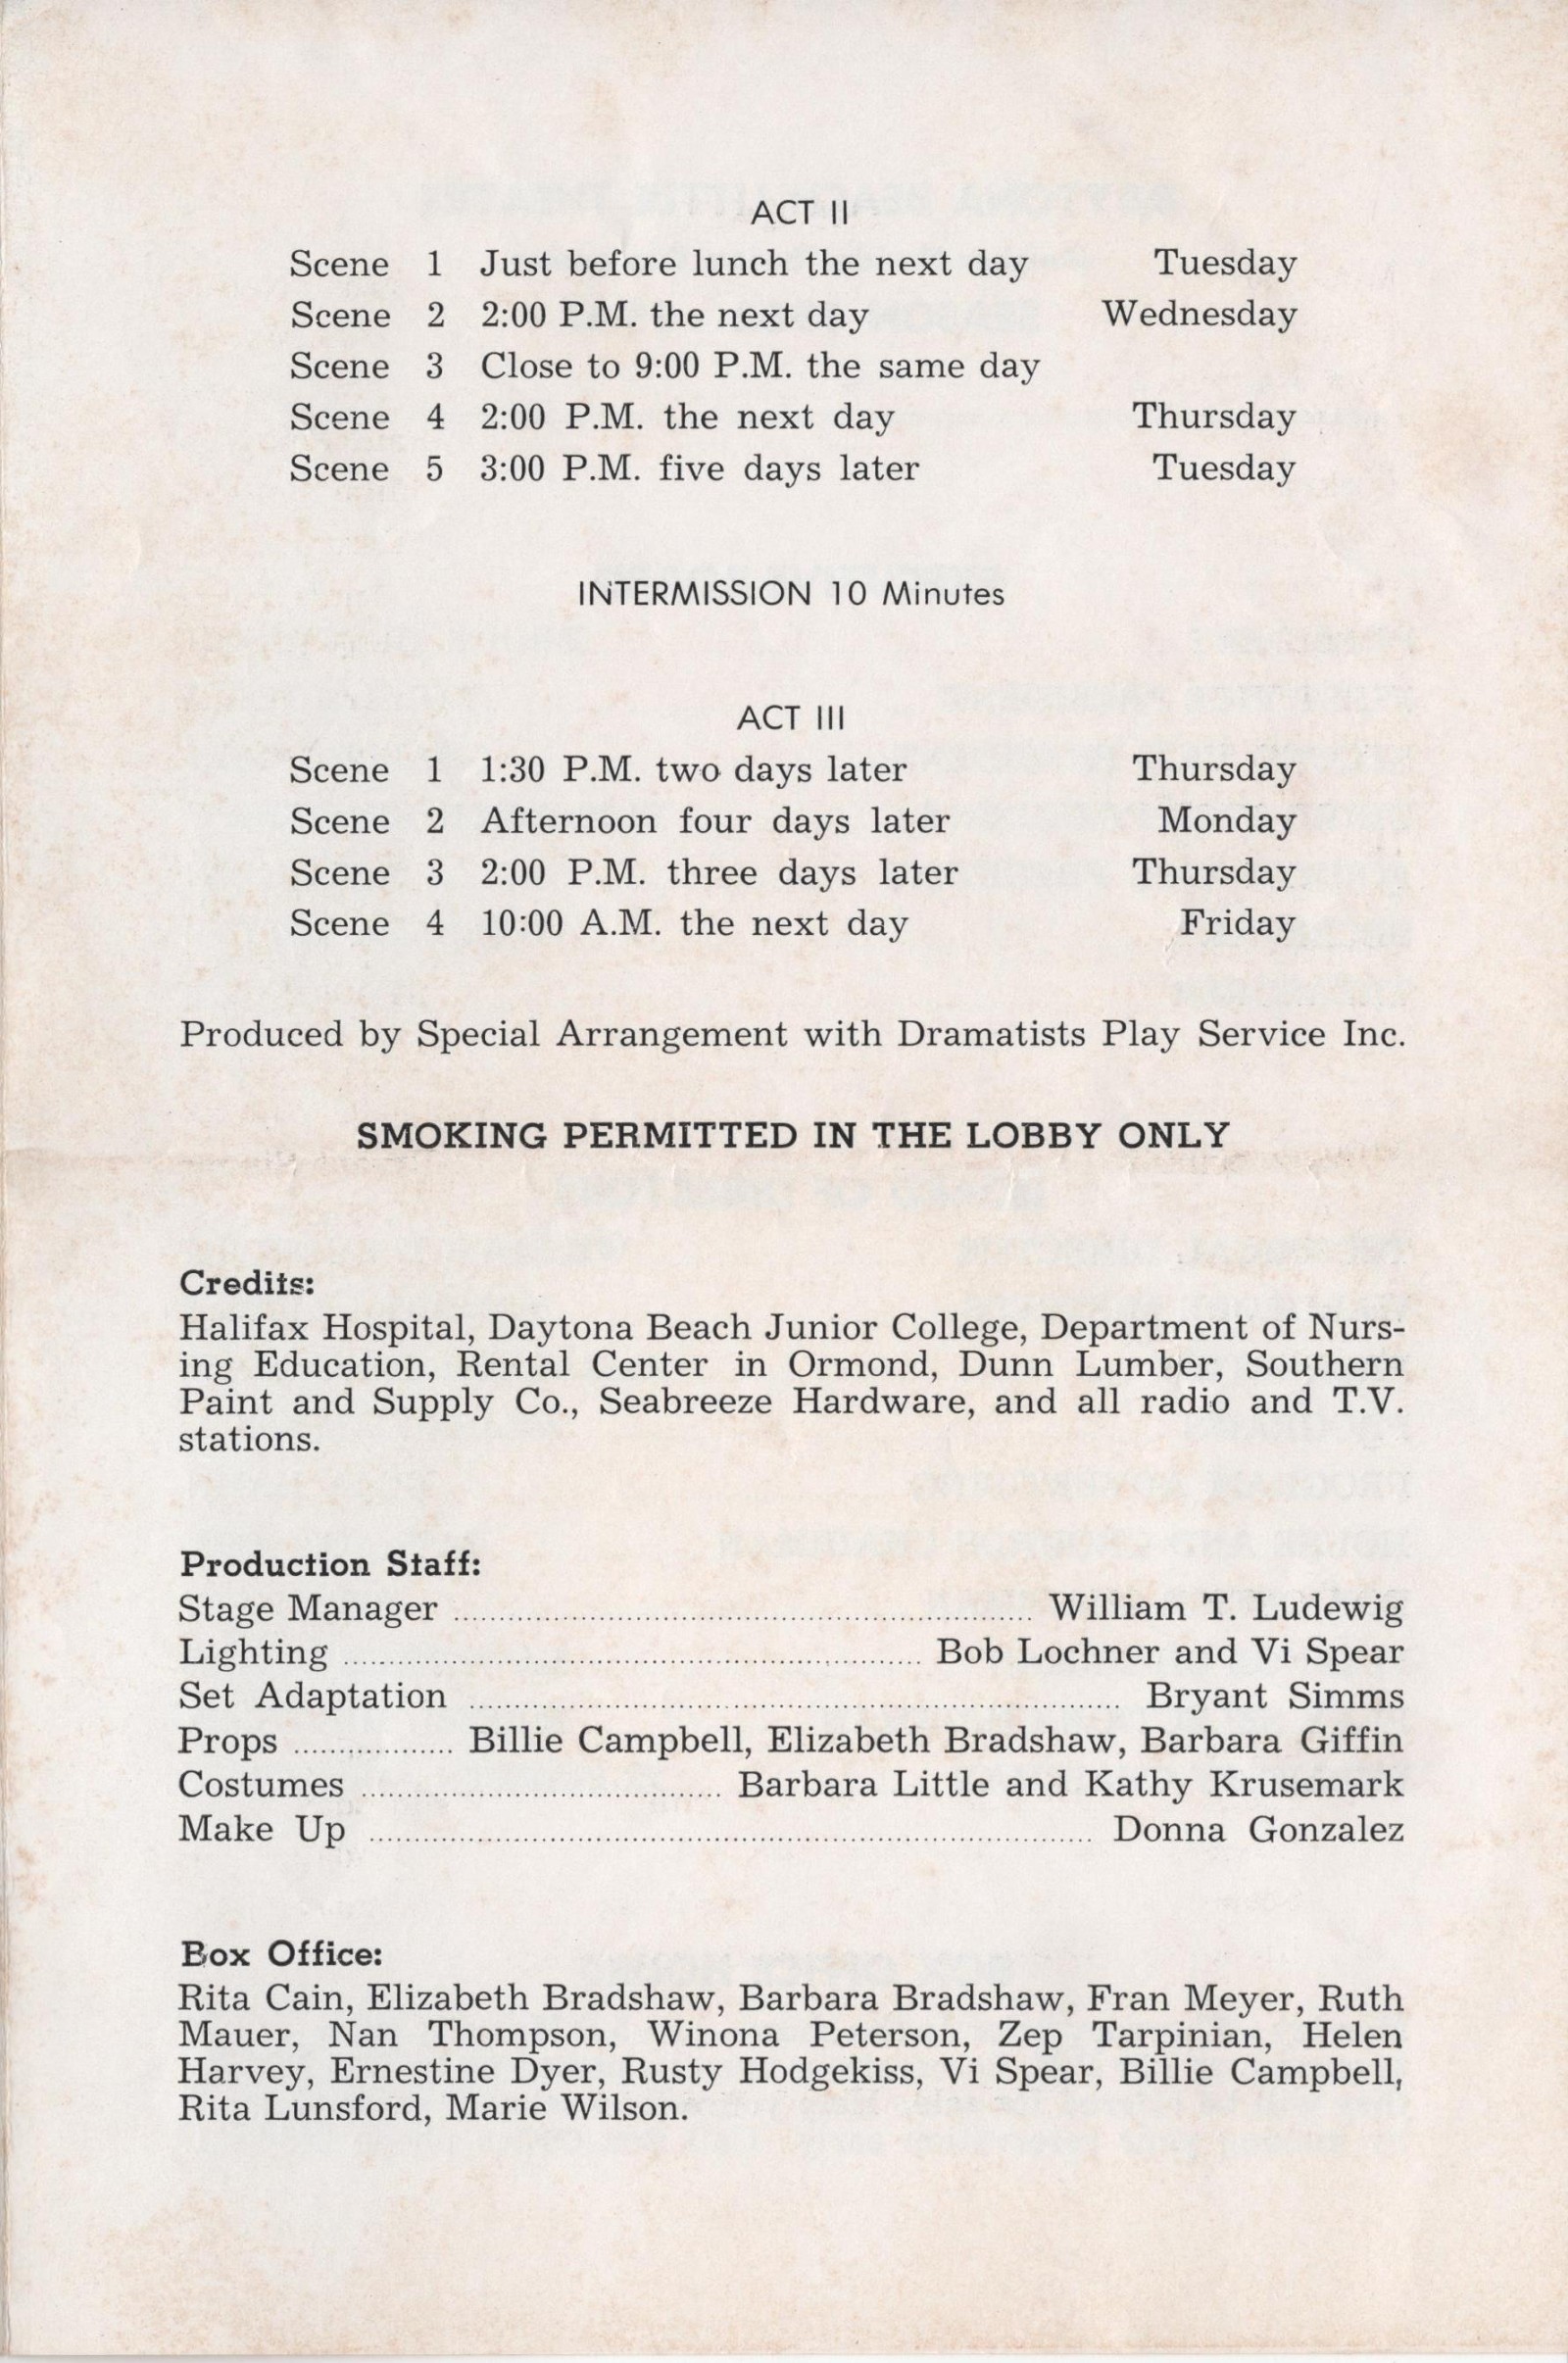 ACT II
Scene 1 Just before lunch the next day Tuesday
Scene 2 2:00 P.M. the next day Wednesday
Scene 3 Close to 9:00 P.M. the same day
Scene 4 2:00 P.M. the next day Thursday
Scene 5 3:00 P.M. five days later Tuesday
INTERMISSION 10 Minutes
ACT III
Scene 1 1:30 P.M. two days later Thursday
Scene 2 Afternoon four days later Monday
Scene 3 2:00 P.M. three days later Thursday
Scene 4 10:00 A.M. the next day Friday
Produced by Special Arrangement with Dramatists Play Service Inc.
SMOKING PERMITTED IN THE LOBBY ONLY
Credits:
Halifax Hospital, Daytona Beach Junior College, Department of Nurs-
ing Education, Rental Center in Ormond, Dunn Lumber, Southern
Paint and Supply Co., Seabreeze Hardware, and all radio and T.V.
stations.
Production Staff:
Stage Manager ........................ William T. Ludewig
Lighting ........................ Bob Lochner and Vi Spear
Set Adaptation ........................ Bryant Simms
Props ................. Billie Campbell, Elizabeth Bradshaw, Barbara Giffin
Costumes ........................ Barbara Little and Kathy Krusemark
Make Up ........................ Donna Gonzalez
Box Office:
Rita Cain, Elizabeth Bradshaw, Barbara Bradshaw, Fran Meyer, Ruth
Mauer, Nan Thompson, Winona Peterson, Zep Tarpinian, Helen
Harvey, Ernestine Dyer, Rusty Hodgekiss, Vi Spear, Billie Campbell,
Rita Lunsford, Marie Wilson.